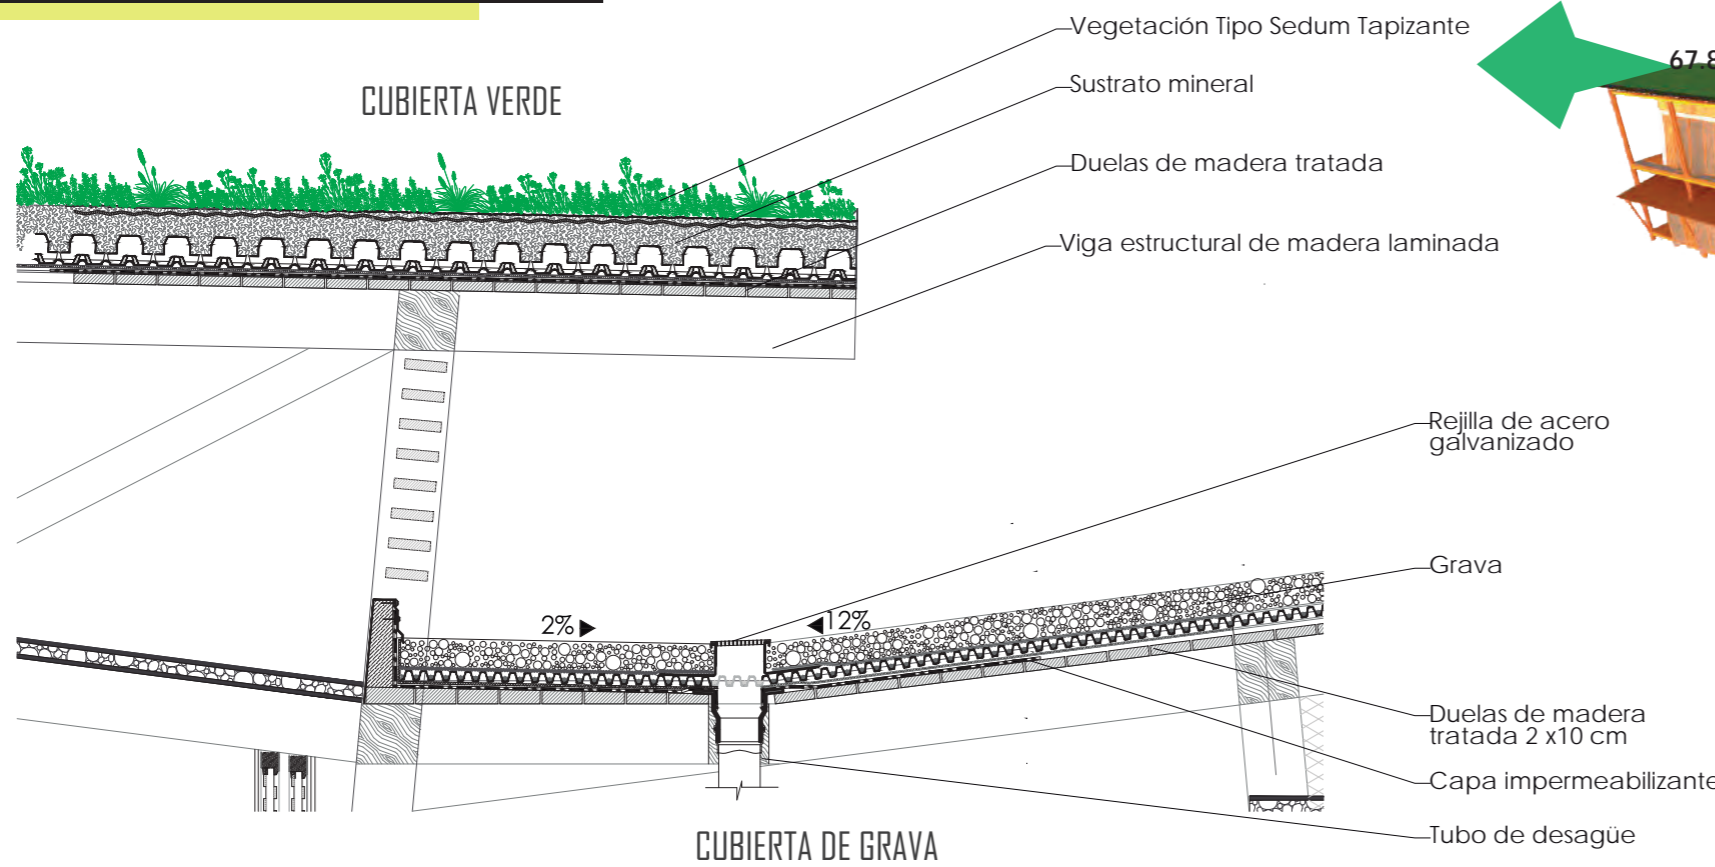 Vegetación Tipo Sedum Tapizante
67.8
Sustrato mineral
CUBIERTA VERDE
Duelas de madera tratada
Viga estructural de madera laminada
Rejilla de acero
galvanizado
Grava
2%
12%
Duelas de madera
tratada 2 x10 cm
Capa impermeabilizante
Tubo de desagüe
CUBIERTA DE GRAVA